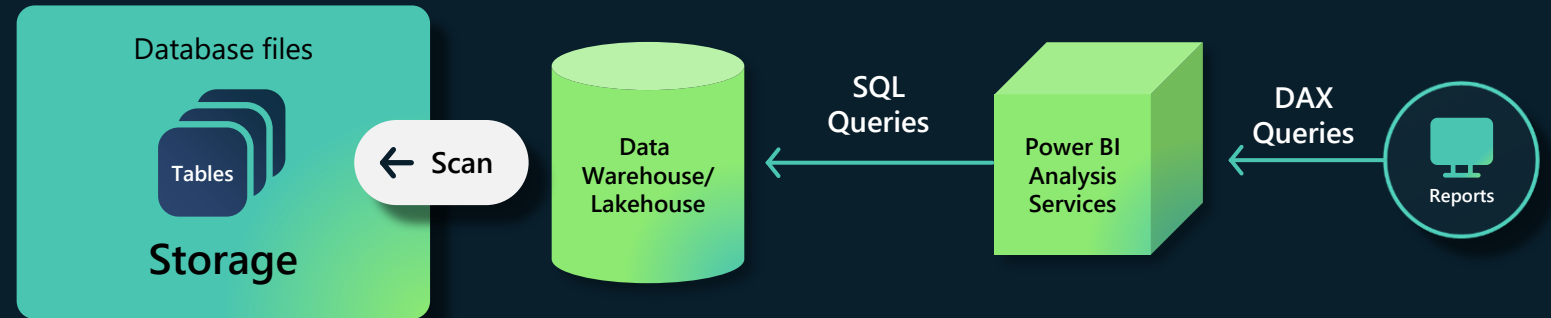 Database files
Tables
Storage
Scan
Data
Warehouse/
Lakehouse
SQL
Queries
Power BI
Analysis
Services
DAX
Queries
Reports